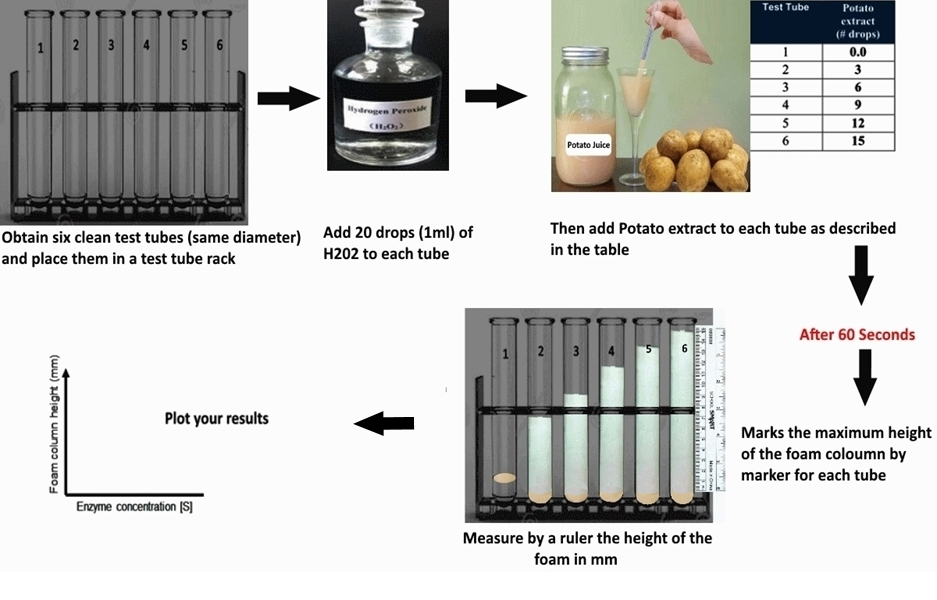 1 2 3 4 5 6
Obtain six clean test tubes (same diameter)
and place them in a test tube rack
Hydrogen Peroxide
(H₂O₂)
Add 20 drops (1ml) of
H202 to each tube
Potato Juice
Then add Potato extract to each tube as described
in the table
Test Tube Potato extract (# drops)
1 0.0
2 3
3 6
4 9
5 12
6 15
After 60 Seconds
Marks the maximum height
of the foam coloumn by
marker for each tube
1 2 3 4 5 6
Measure by a ruler the height of the
foam in mm
Plot your results
Foam column height (mm)
Enzyme concentration [S]